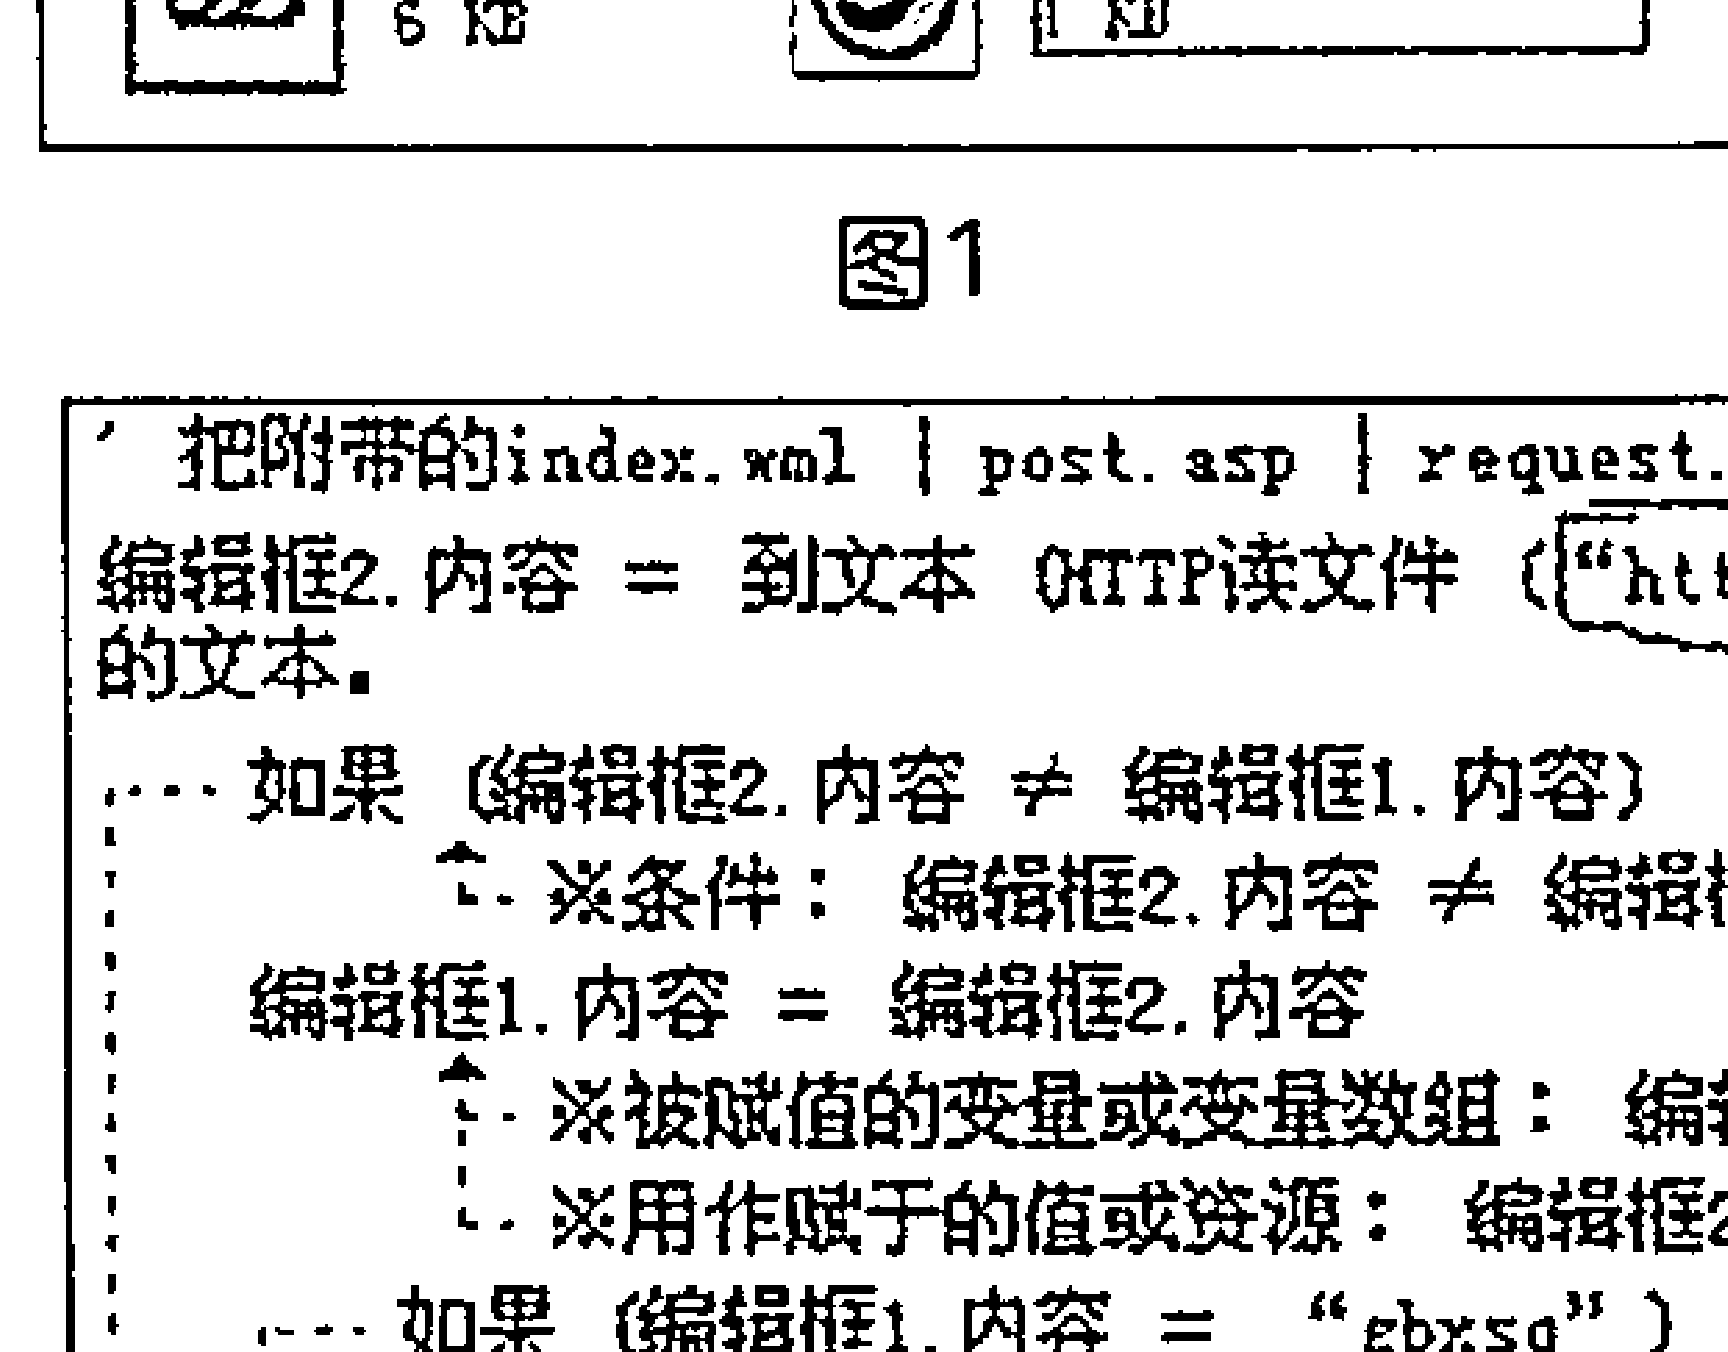 6 KB
1 KB
图1
' 把附带的index.xml | post.asp | request.
编辑框2.内容 = 到文本 (HTTP读文件 (“htt
的文本.
如果 (编辑框2.内容 ≠ 编辑框1.内容)
※条件: 编辑框2.内容 ≠ 编辑
编辑框1.内容 = 编辑框2.内容
※被赋值的变量或变量数组: 编
※用作赋于的值或资源: 编辑框2
如果 (编辑框1.内容 = “gbxsq”)